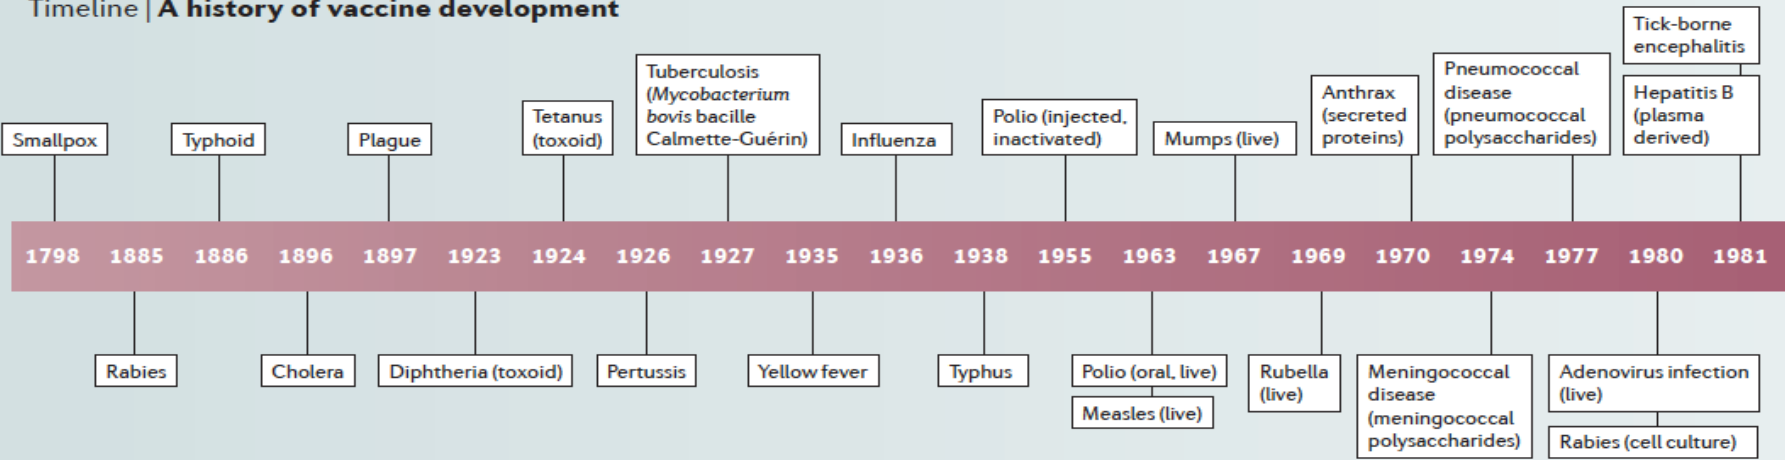 Timeline | A history of vaccine development
Smallpox
Typhoid
Plague
Tetanus
(toxoid)
Tuberculosis
(Mycobacterium
bovis bacille
Calmette-Guérin)
Influenza
Polio (injected,
inactivated)
Mumps (live)
Anthrax
(secreted
proteins)
Pneumococcal
disease
(pneumococcal
polysaccharides)
Tick-borne
encephalitis
Hepatitis B
(plasma
derived)
1798 1885 1886 1896 1897 1923 1924 1926 1927 1935 1936 1938 1955 1963 1967 1969 1970 1974 1977 1980 1981
Rabies
Cholera
Diphtheria (toxoid)
Pertussis
Yellow fever
Typhus
Polio (oral, live)
Measles (live)
Rubella
(live)
Meningococcal
disease
(meningococcal
polysaccharides)
Adenovirus infection
(live)
Rabies (cell culture)